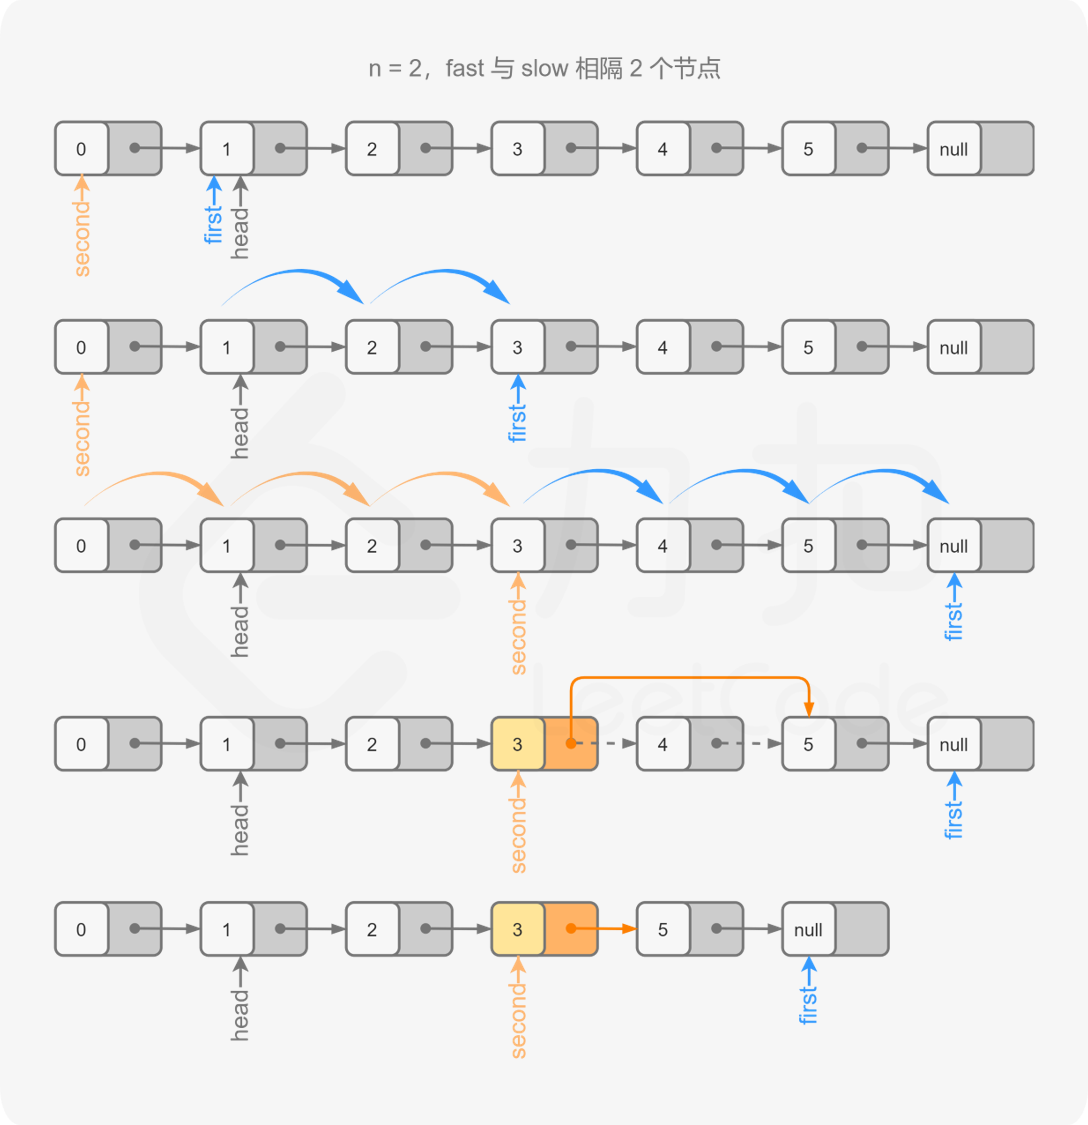 n = 2，fast 与 slow 相隔 2 个节点
0 1 2 3 4 5 null
second first head
0 1 2 3 4 5 null
second head first
0 1 2 3 4 5 null
head second first
力扣
LeetCode
0 1 2 3 4 5 null
head second first
0 1 2 3 5 null
head second first